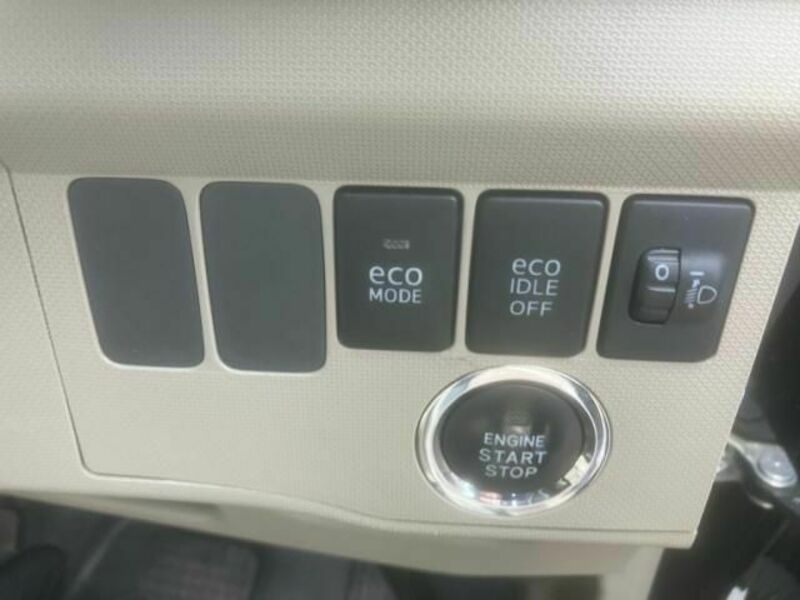 eco
MODE
eco
IDLE
OFF
0
ENGINE
START
STOP